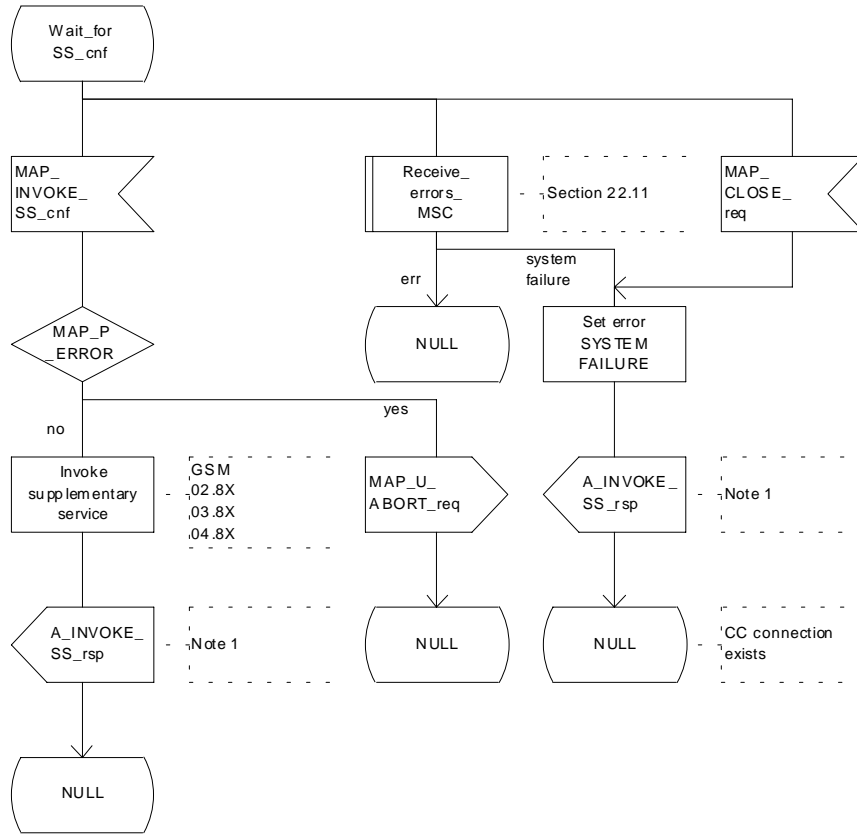 Wait_for
SS_cnf
MAP_
INVOKE_
SS_cnf
Receive_
errors_
MSC
Section 22.11
MAP_
CLOSE_
req
err
system
failure
MAP_P
_ERROR
NULL
Set error
SYSTEM
FAILURE
no
yes
Invoke
supplementary
service
GSM
02.8X
03.8X
04.8X
MAP_U_
ABORT_req
A_INVOKE_
SS_rsp
Note 1
A_INVOKE_
SS_rsp
Note 1
NULL
NULL
CC connection
exists
NULL